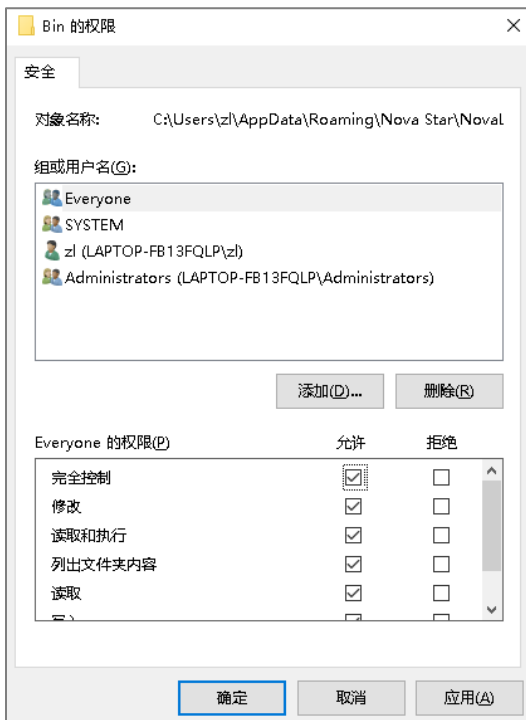 Bin 的权限
安全
对象名称: C:\Users\zl\AppData\Roaming\Nova Star\NovaL
组或用户名(G):
Everyone
SYSTEM
zl (LAPTOP-FB13FQLP\zl)
Administrators (LAPTOP-FB13FQLP\Administrators)
添加(D)... 删除(R)
Everyone 的权限(P) 允许 拒绝
完全控制
修改
读取和执行
列出文件夹内容
读取
确定 取消 应用(A)